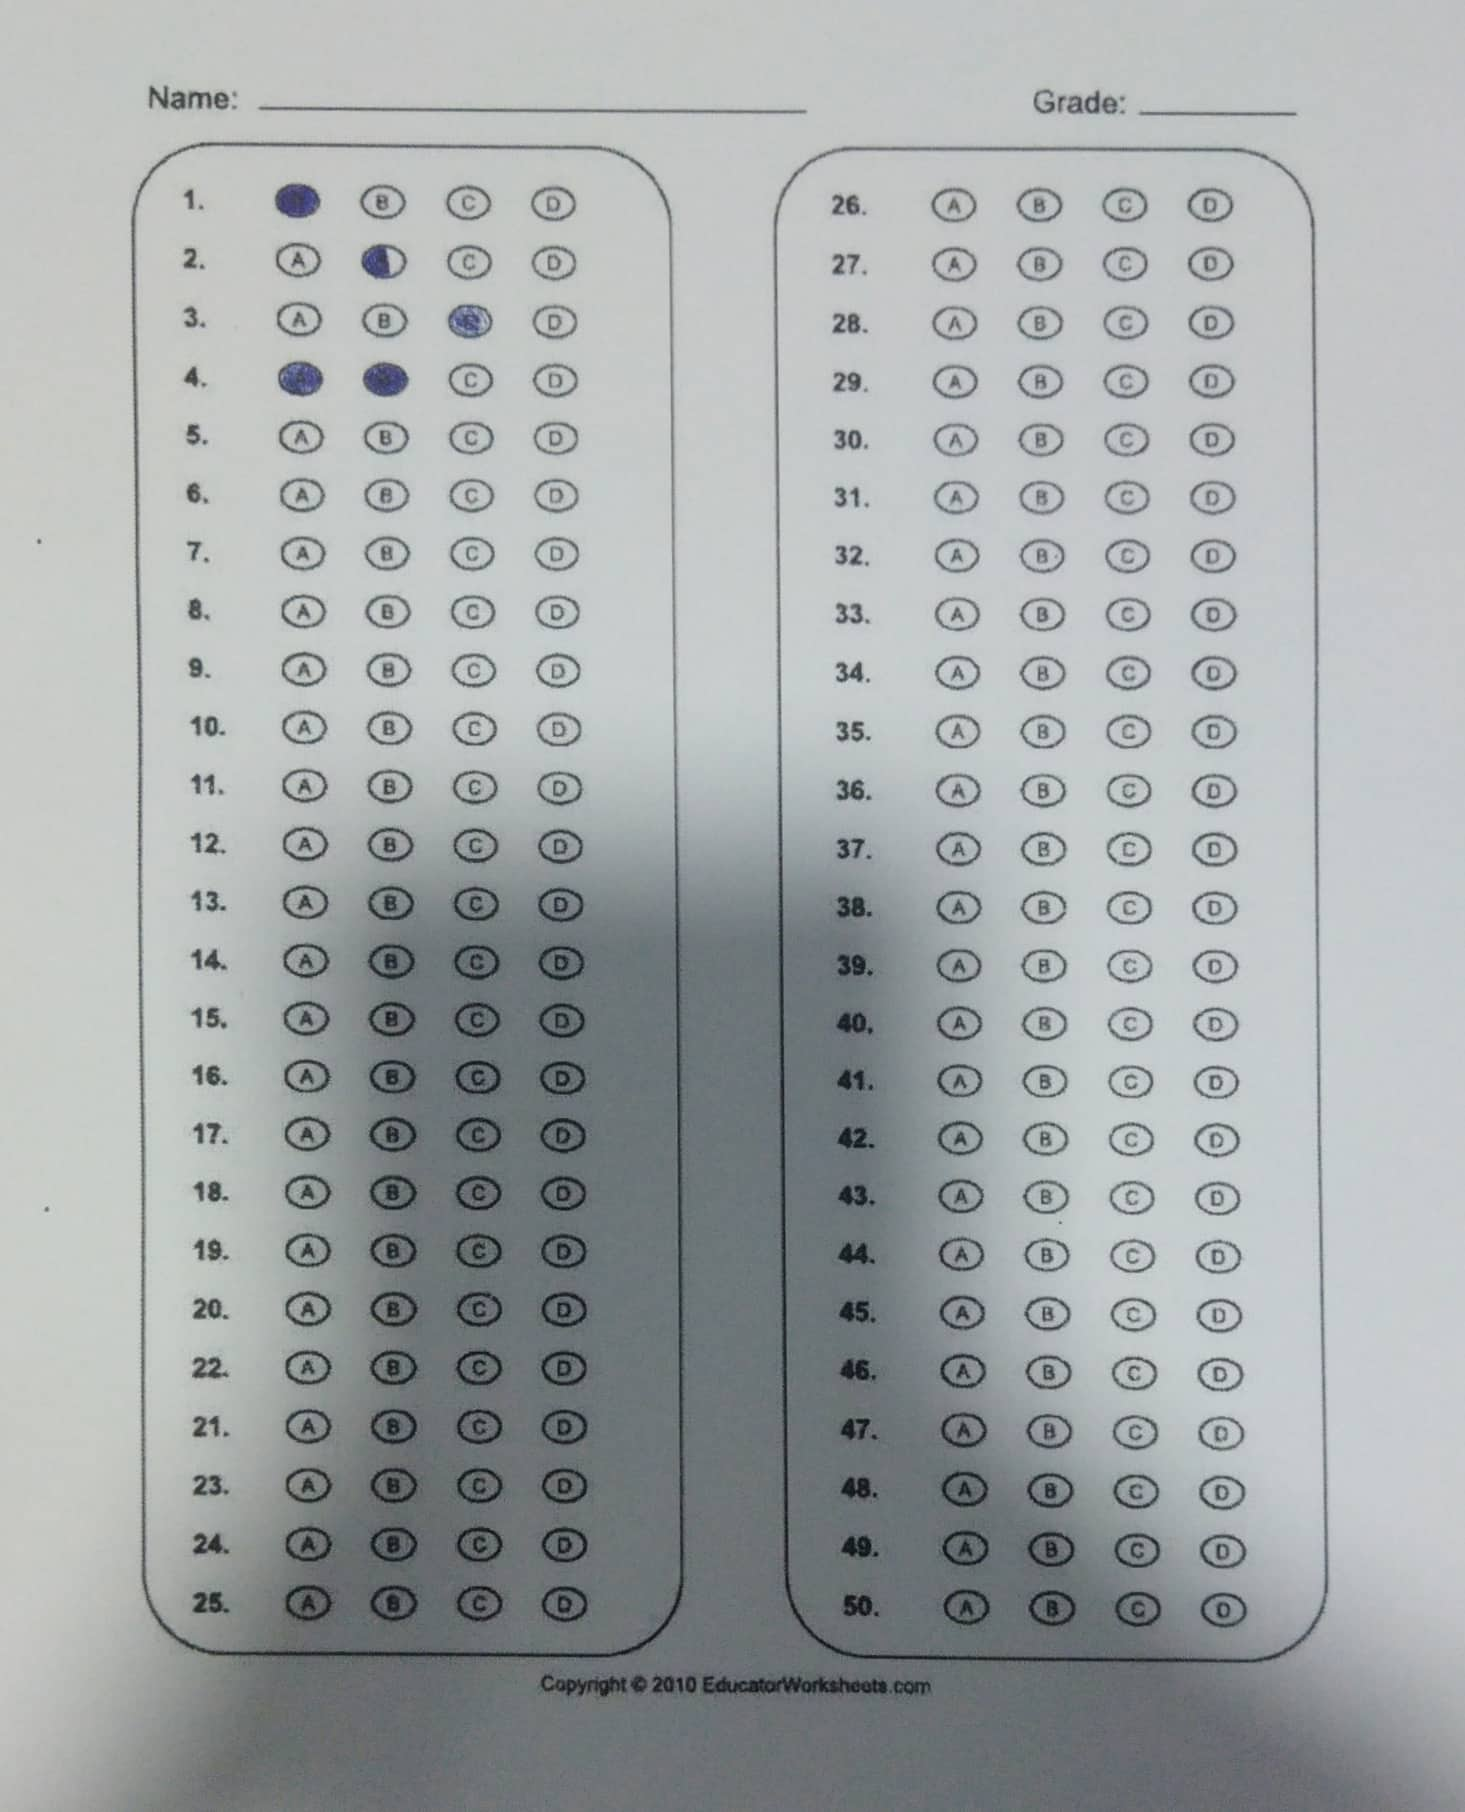 Name: Grade:
1. B C D
2. A C D
3. A B C D
4. C D
5. A B C D
6. A B C D
7. A B C D
8. A B C D
9. A B C D
10. A B C D
11. A B C D
12. A B C D
13. A B C D
14. A B C D
15. A B C D
16. A B C D
17. A B C D
18. A B C D
19. A B C D
20. A B C D
22. A B C D
21. A B C D
23. A B C D
24. A B C D
25. A B C D
26. A B C D
27. A B C D
28. A B C D
29. A B C D
30. A B C D
31. A B C D
32. A B C D
33. A B C D
34. A B C D
35. A B C D
36. A B C D
37. A B C D
38. A B C D
39. A B C D
40. A B C D
41. A B C D
42. A B C D
43. A B C D
44. A B C D
45. A B C D
46. A B C D
47. A B C D
48. A B C D
49. A B C D
50. A B C D
Copyright © 2010 EducatorWorksheets.com